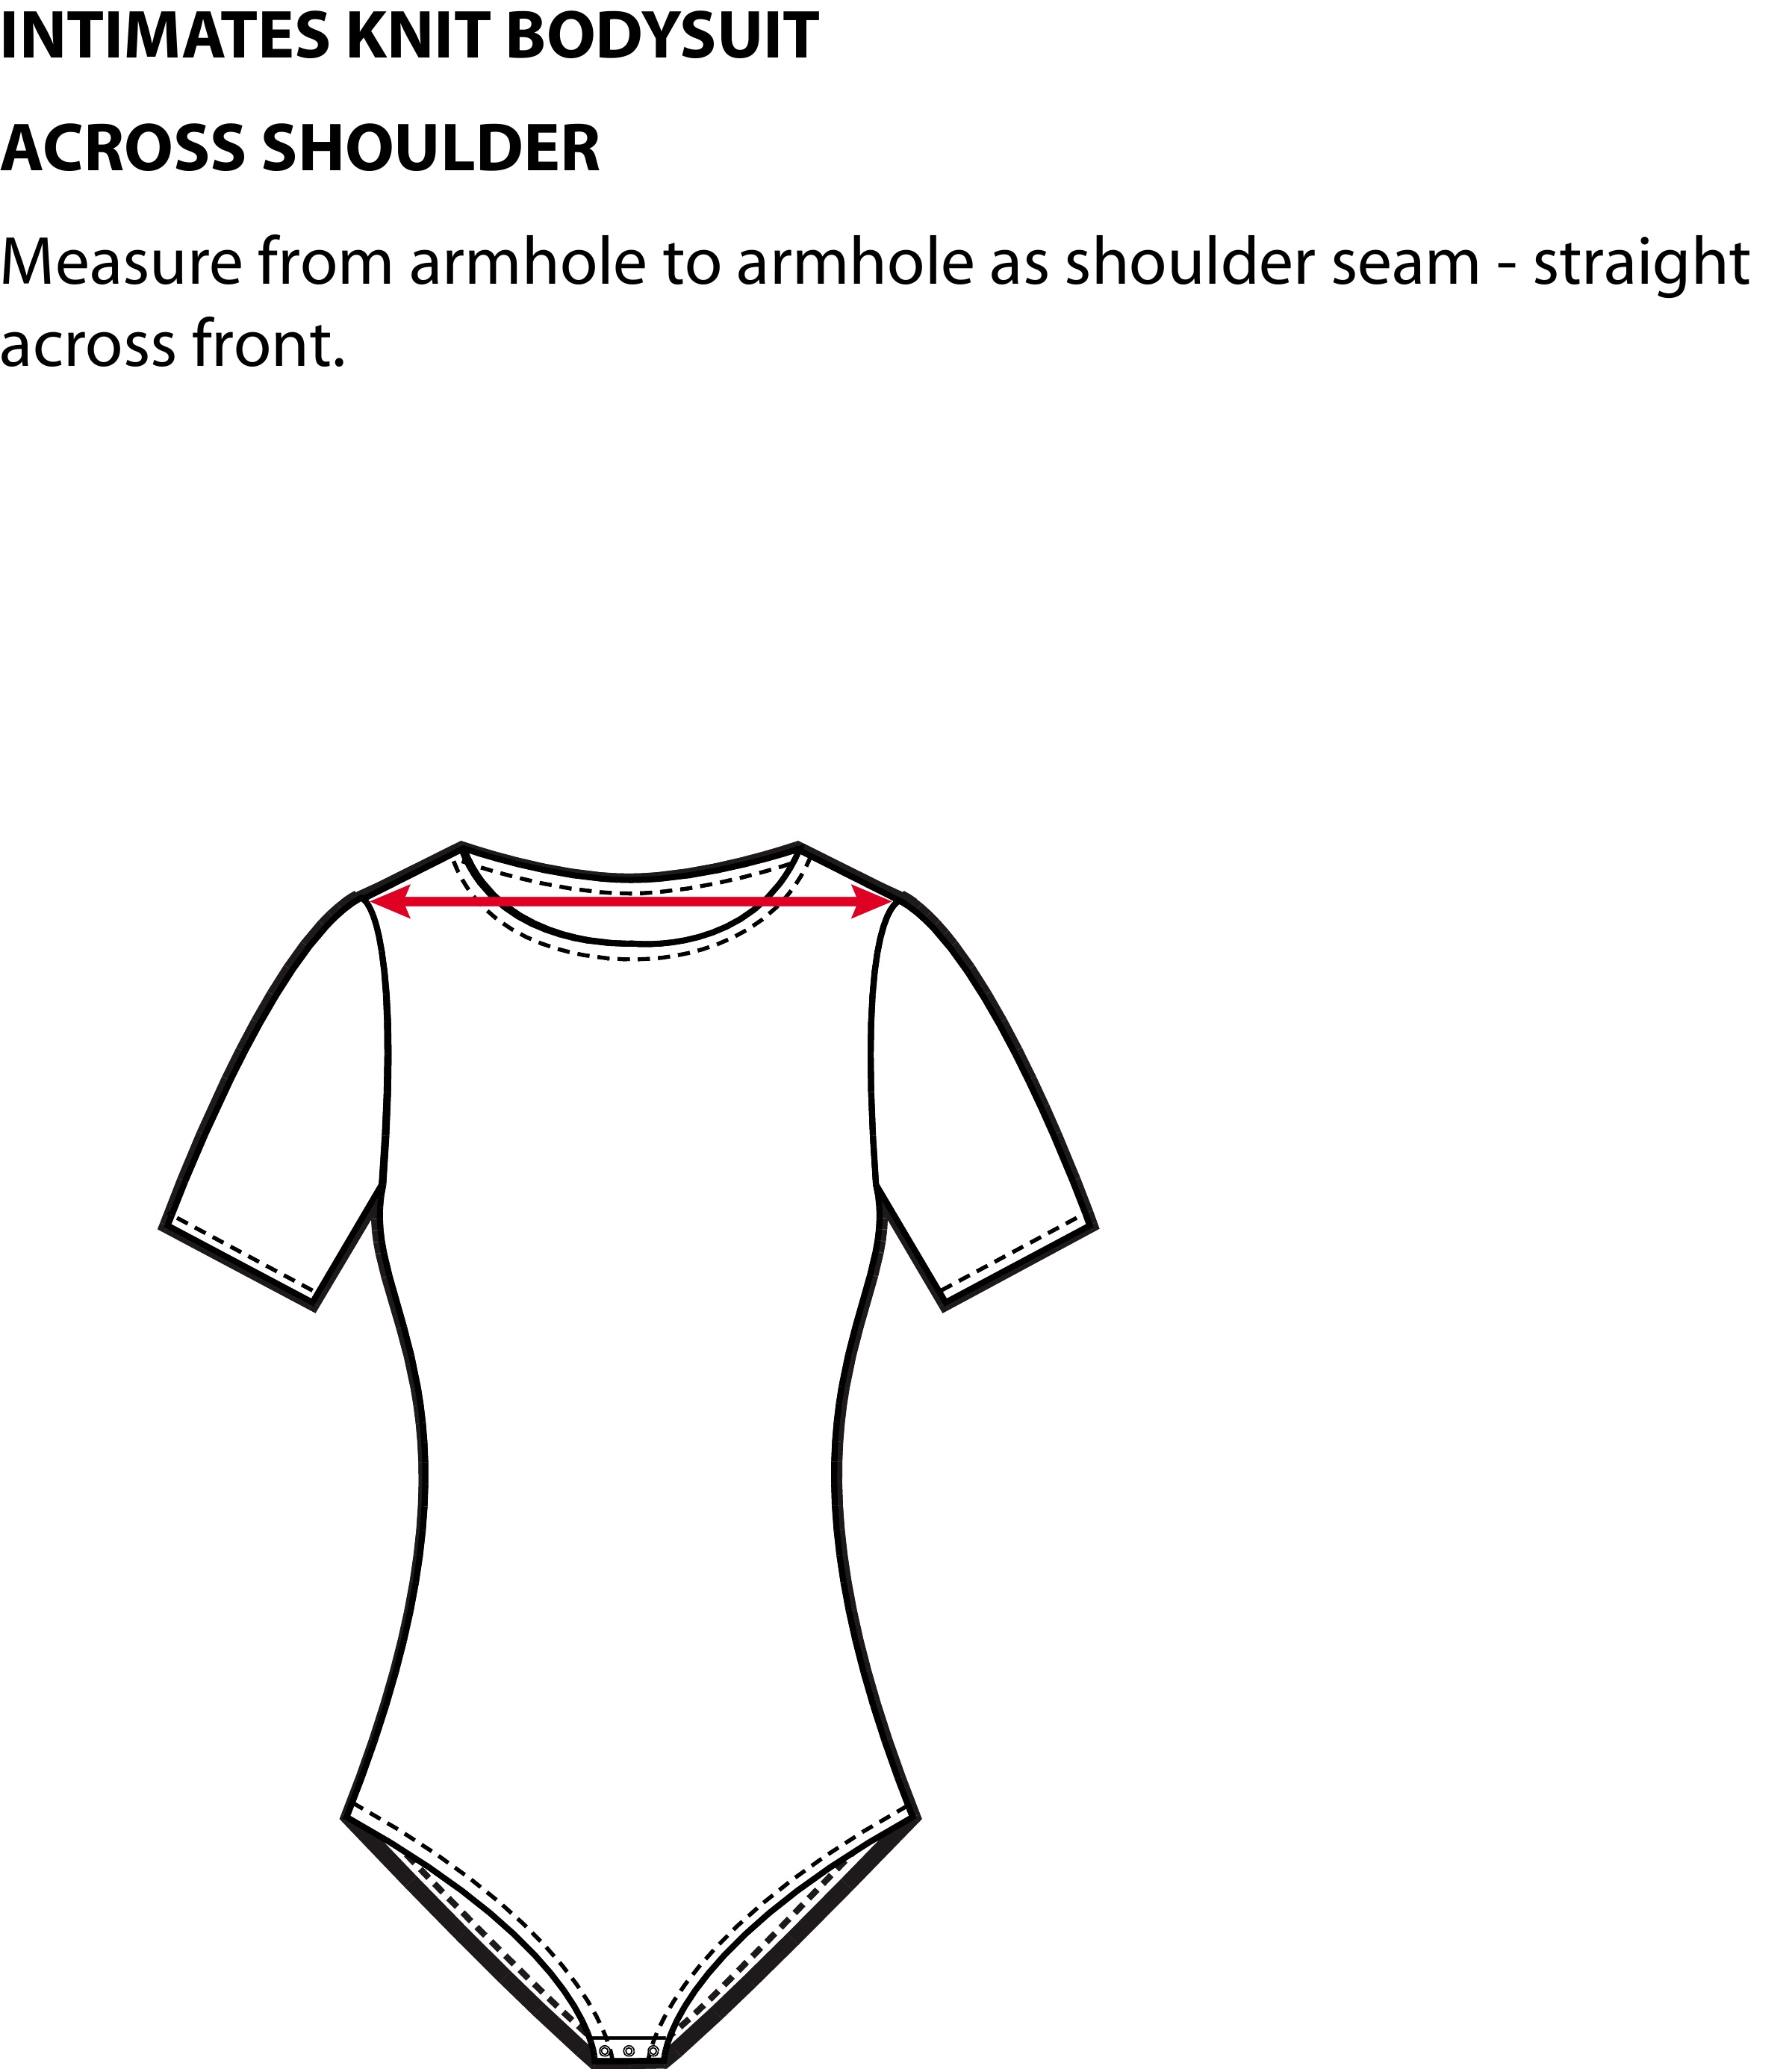 INTIMATES KNIT BODYSUIT
ACROSS SHOULDER
Measure from armhole to armhole as shoulder seam - straight
across front.